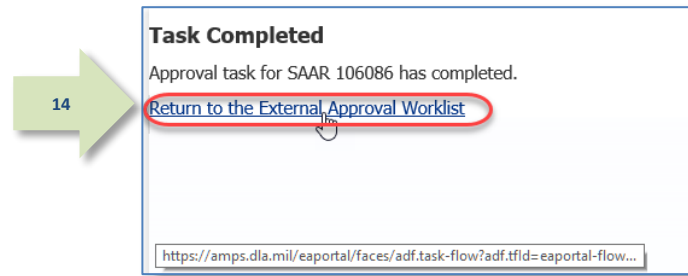 Task Completed
Approval task for SAAR 106086 has completed.
14
Return to the External Approval Worklist
https://amps.dla.mil/eaportal/faces/adf.task-flow?adf.tfId=eaportal-flow...